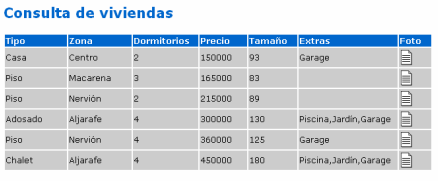 Consulta de viviendas
Tipo Zona Dormitorios Precio Tamaño Extras Foto
Casa Centro 2 150000 93 Garage
Piso Macarena 3 165000 83
Piso Nervión 2 215000 89
Adosado Aljarafe 4 300000 130 Piscina,Jardín,Garage
Piso Nervión 4 360000 125 Garage
Chalet Aljarafe 4 450000 180 Piscina,Jardín,Garage